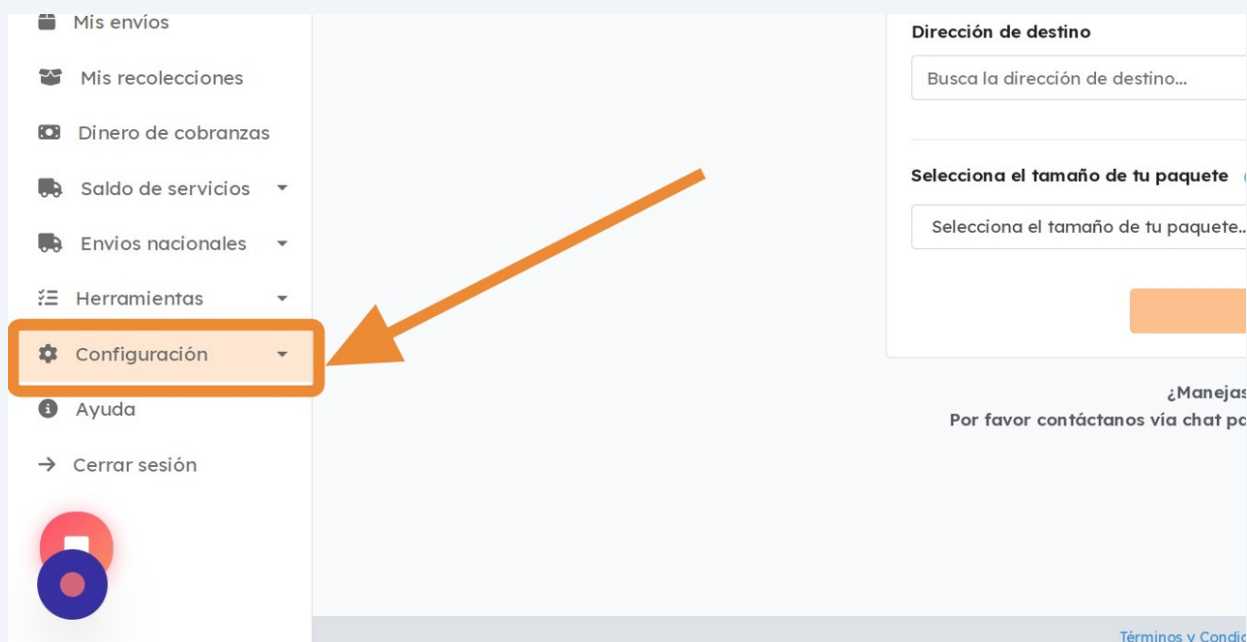 Mis envíos
Mis recolecciones
Dinero de cobranzas
Saldo de servicios
Envios nacionales
Herramientas
Configuración
Ayuda
Cerrar sesión
Dirección de destino
Busca la dirección de destino...
Selecciona el tamaño de tu paquete
Selecciona el tamaño de tu paquete..
¿Manejas
Por favor contáctanos vía chat pa
Términos y Condic